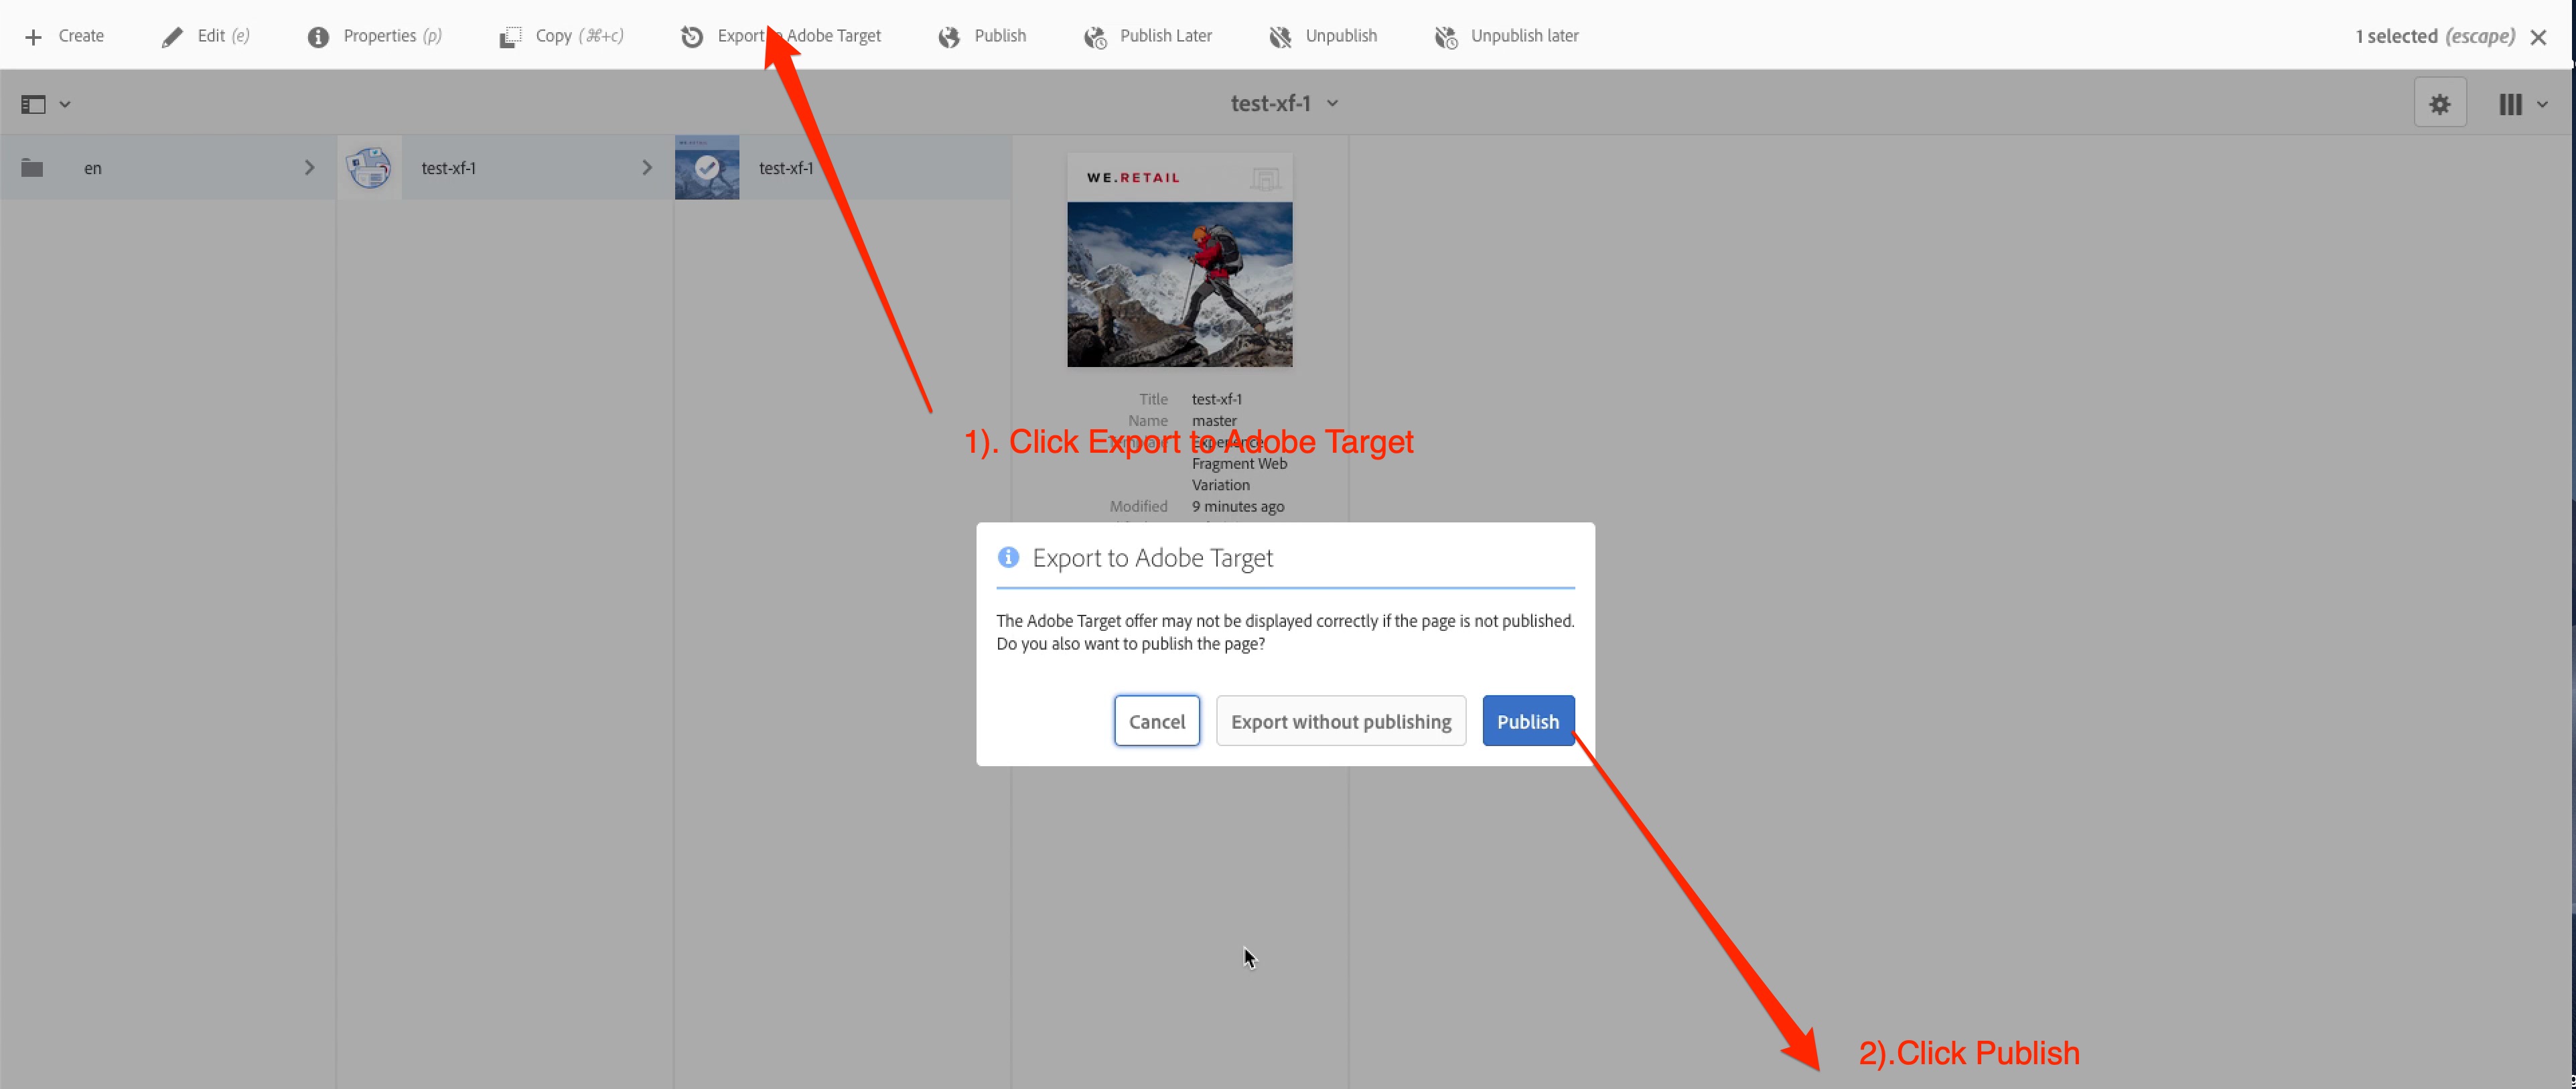 Create
Edit (e)
Properties (p)
Copy (⌘+c)
Export to Adobe Target
Publish
Publish Later
Unpublish
Unpublish later
1 selected (escape)
test-xf-1
en
test-xf-1
test-xf-1
WE.RETAIL
Title test-xf-1
Name master
Template Experience
1). Click Export to Adobe Target
Fragment Web
Variation
Modified 9 minutes ago
Export to Adobe Target
The Adobe Target offer may not be displayed correctly if the page is not published.
Do you also want to publish the page?
Cancel
Export without publishing
Publish
2).Click Publish